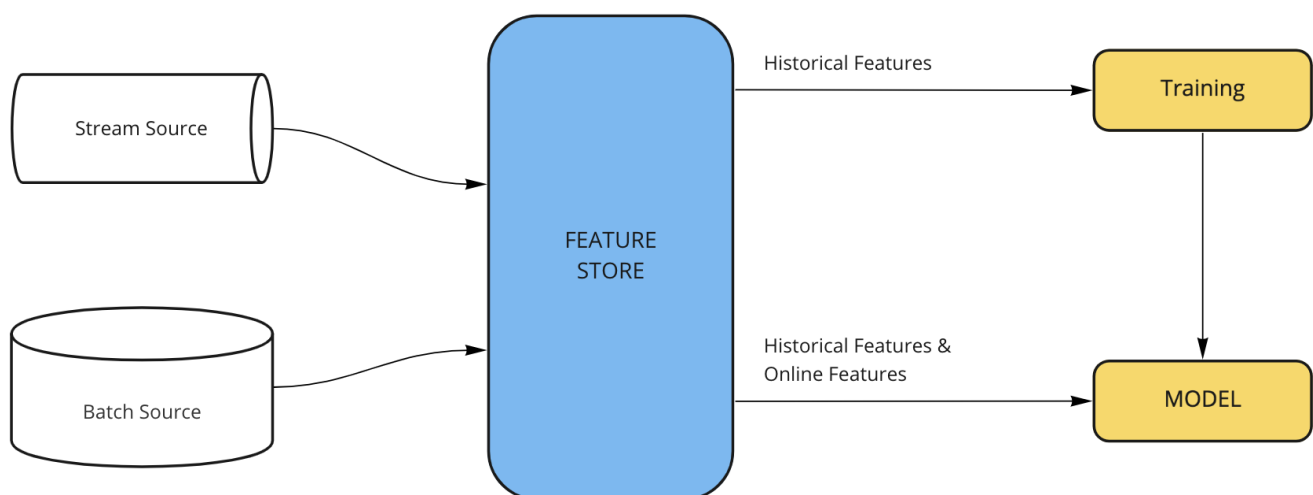 Stream Source
Batch Source
FEATURE
STORE
Historical Features
Historical Features &
Online Features
Training
MODEL